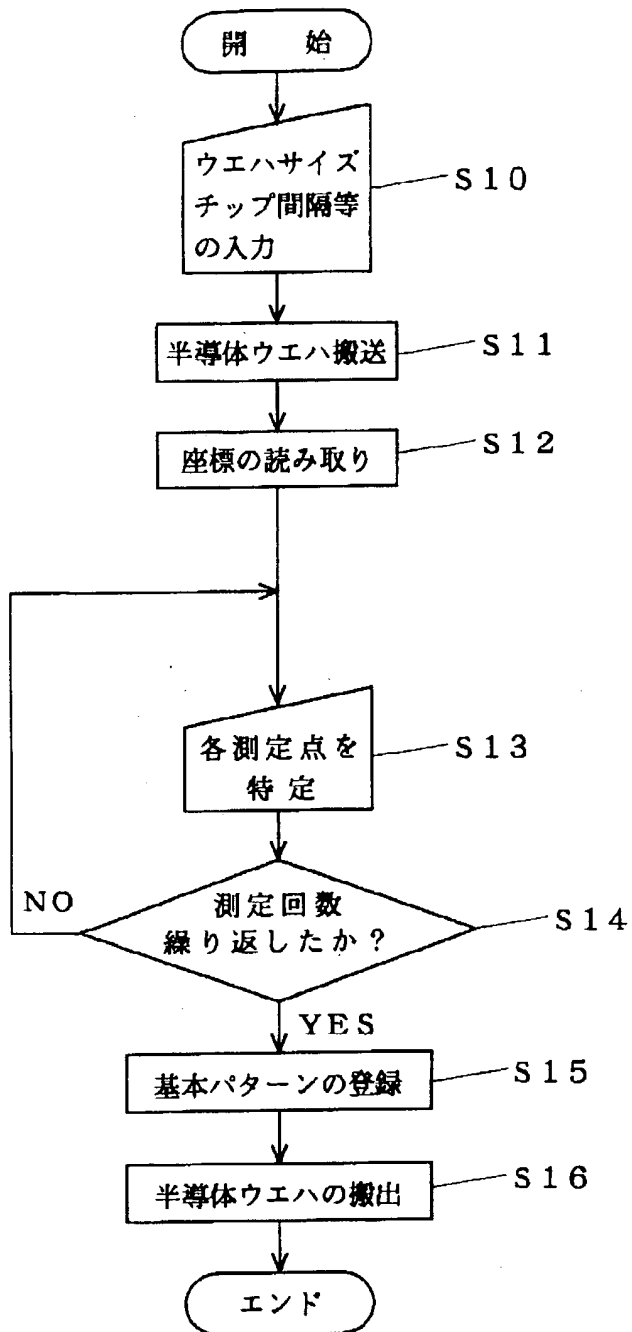 開　始
ウエハサイズ
チップ間隔等
の入力
S10
半導体ウエハ搬送
S11
座標の読み取り
S12
各測定点を
特定
S13
NO
測定回数
繰り返したか？
S14
YES
基本パターンの登録
S15
半導体ウエハの搬出
S16
エンド